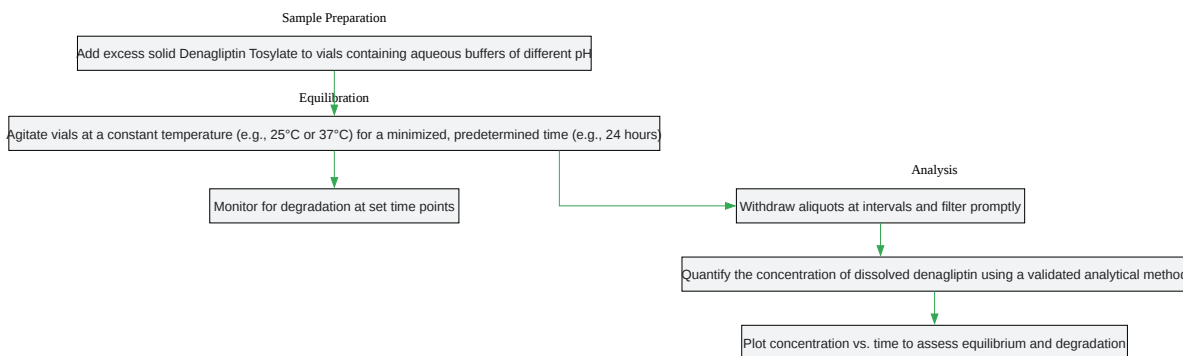 Sample Preparation
Add excess solid Denagliptin Tosylate to vials containing aqueous buffers of different pH
Equilibration
Agitate vials at a constant temperature (e.g., 25°C or 37°C) for a minimized, predetermined time (e.g., 24 hours)
Analysis
Monitor for degradation at set time points
Withdraw aliquots at intervals and filter promptly
Quantify the concentration of dissolved denagliptin using a validated analytical method
Plot concentration vs. time to assess equilibrium and degradation